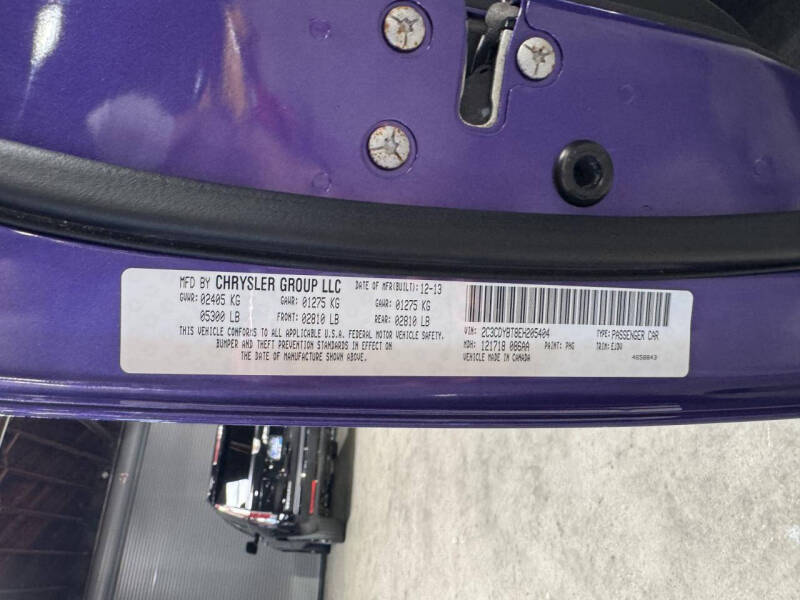 MFD BY CHRYSLER GROUP LLC DATE OF MFR(BUILT): 12-13
GVWR: 02405 KG GAWR: 01275 KG GAWR: 01275 KG
05300 LB FRONT: 02810 LB REAR: 02810 LB
THIS VEHICLE CONFORMS TO ALL APPLICABLE U.S.A. FEDERAL MOTOR VEHICLE SAFETY,
BUMPER AND THEFT PREVENTION STANDARDS IN EFFECT ON
THE DATE OF MANUFACTURE SHOWN ABOVE.
VIN: 2C3CDYBT8EH205404 TYPE: PASSENGER CAR
MDH: 121718 086AA PAINT: PHG TRIM: EJDV
VEHICLE MADE IN CANADA 4658843